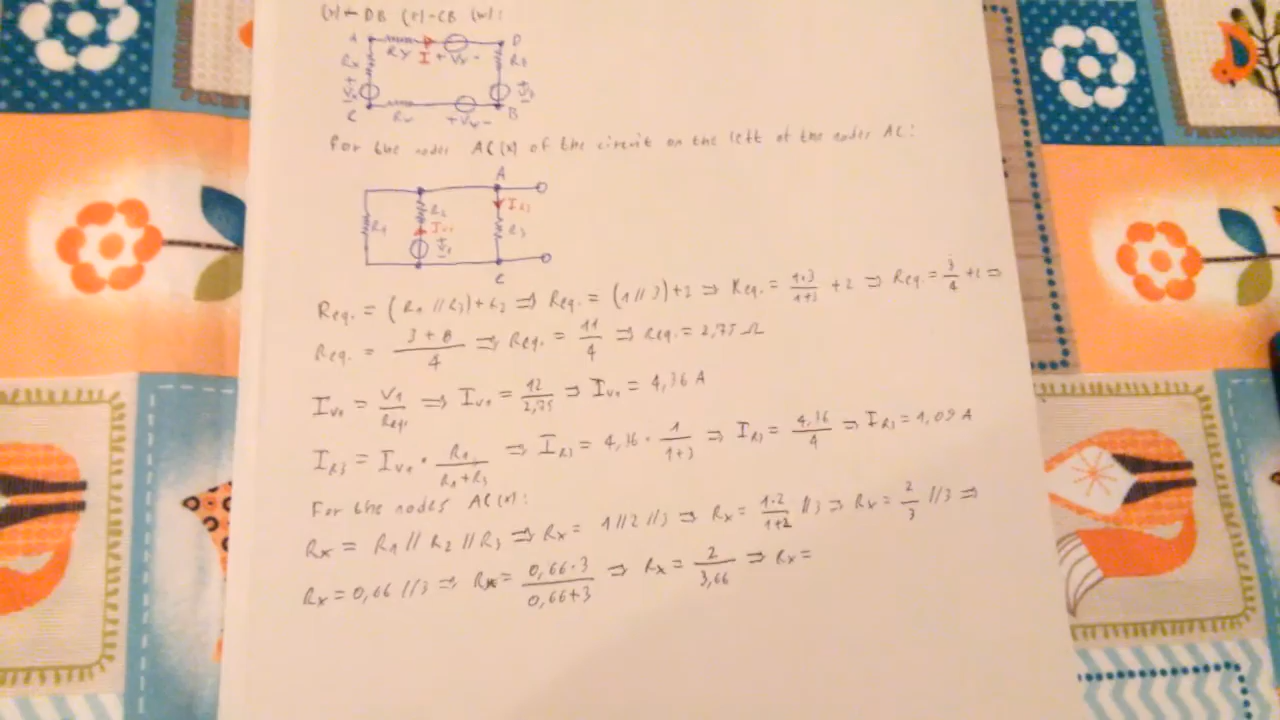 A Ry I + Vx - D
Rx R3
C Rv + Vw - B
For the nodes AC(x) of the circuit on the left of the nodes AC:
A
R1 R2 IR3
IV1 R3
+ V1 -
C
Req. = (R1 // R3) + R2 ⇒ Req. = (1 // 3) + 2 ⇒ Req. = 1·3/1+3 + 2 ⇒ Req. = 3/4 + 2 ⇒
Req. = 3 + 8/4 ⇒ Req. = 11/4 ⇒ Req. = 2,75 Ω
IV1 = V1/Req. ⇒ IV1 = 12/2,75 ⇒ IV1 = 4,36 A
IR3 = IV1 · R1/R1+R3 ⇒ IR3 = 4,36 · 1/1+3 ⇒ IR3 = 4,36/4 ⇒ IR3 = 1,09 A
For the nodes AC(x):
Rx = R1 // R2 // R3 ⇒ Rx = 1 // 2 // 3 ⇒ Rx = 1·2/1+2 // 3 ⇒ Rx = 2/3 // 3 ⇒
Rx = 0,66 // 3 ⇒ Rx = 0,66·3/0,66+3 ⇒ Rx = 2/3,66 ⇒ Rx =